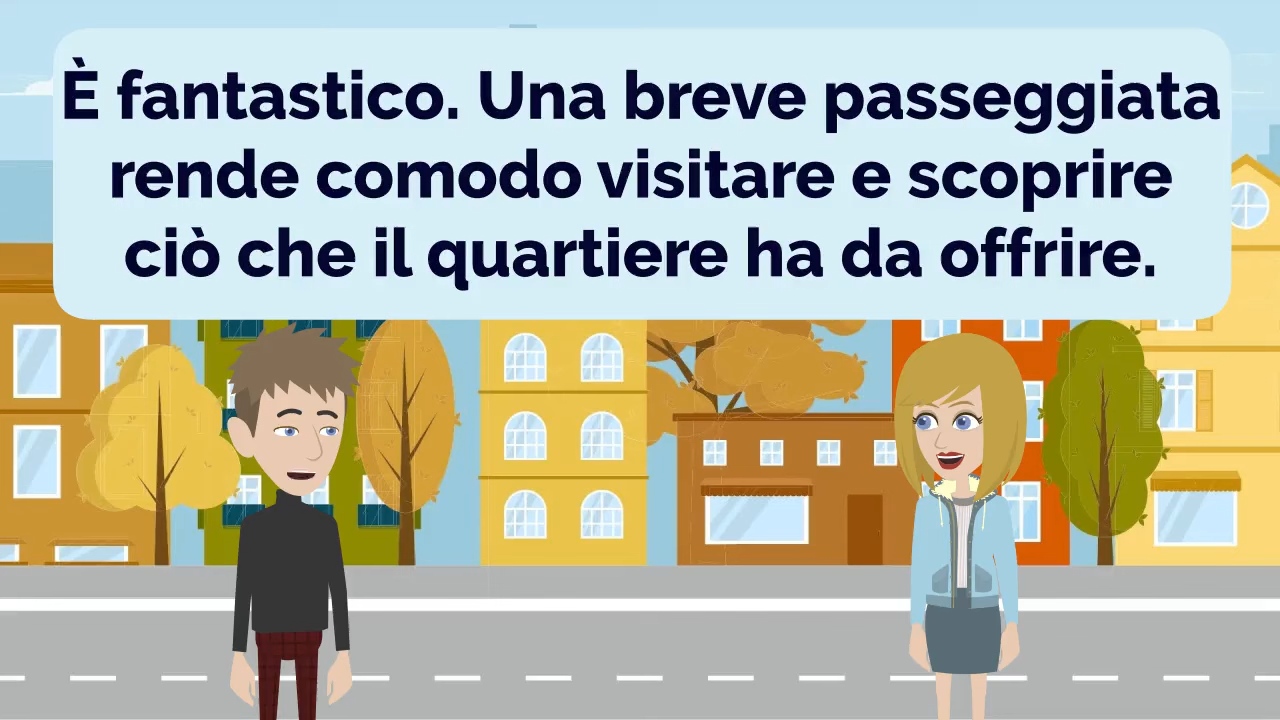 È fantastico. Una breve passeggiata
rende comodo visitare e scoprire
ciò che il quartiere ha da offrire.